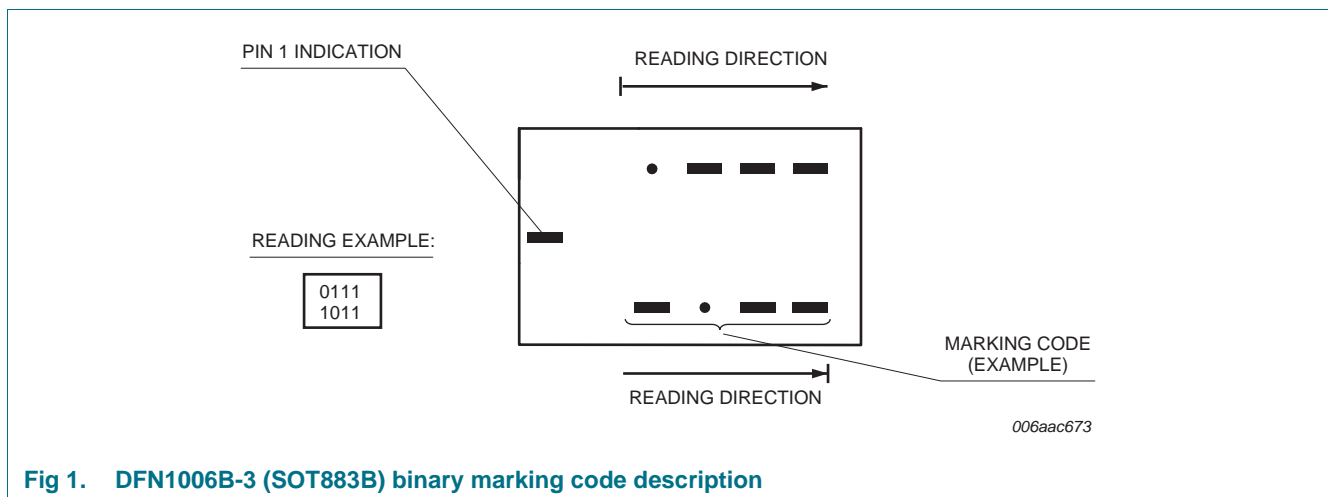 PIN 1 INDICATION
READING DIRECTION
READING EXAMPLE:
0111
1011
MARKING CODE
(EXAMPLE)
READING DIRECTION
006aac673
Fig 1. DFN1006B-3 (SOT883B) binary marking code description